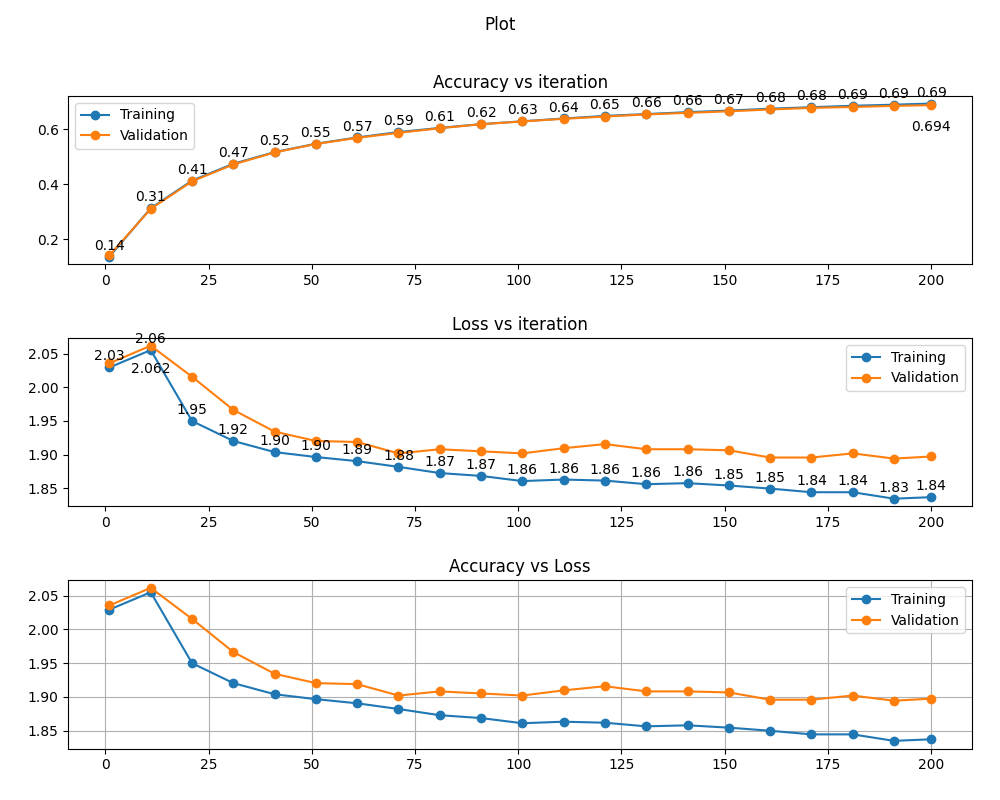 Plot
Accuracy vs iteration
Training
Validation
0.6
0.4
0.2
0.14 0.31 0.41 0.47 0.52 0.55 0.57 0.59 0.61 0.62 0.63 0.64 0.65 0.66 0.66 0.67 0.68 0.68 0.69 0.69 0.69
0.694
0 25 50 75 100 125 150 175 200
Loss vs iteration
Training
Validation
2.05
2.00
1.95
1.90
1.85
2.03 2.06 1.95 1.92 1.90 1.90 1.89 1.88 1.87 1.87 1.86 1.86 1.86 1.86 1.86 1.85 1.85 1.84 1.84 1.83 1.84
2.062
0 25 50 75 100 125 150 175 200
Accuracy vs Loss
Training
Validation
2.05
2.00
1.95
1.90
1.85
0 25 50 75 100 125 150 175 200